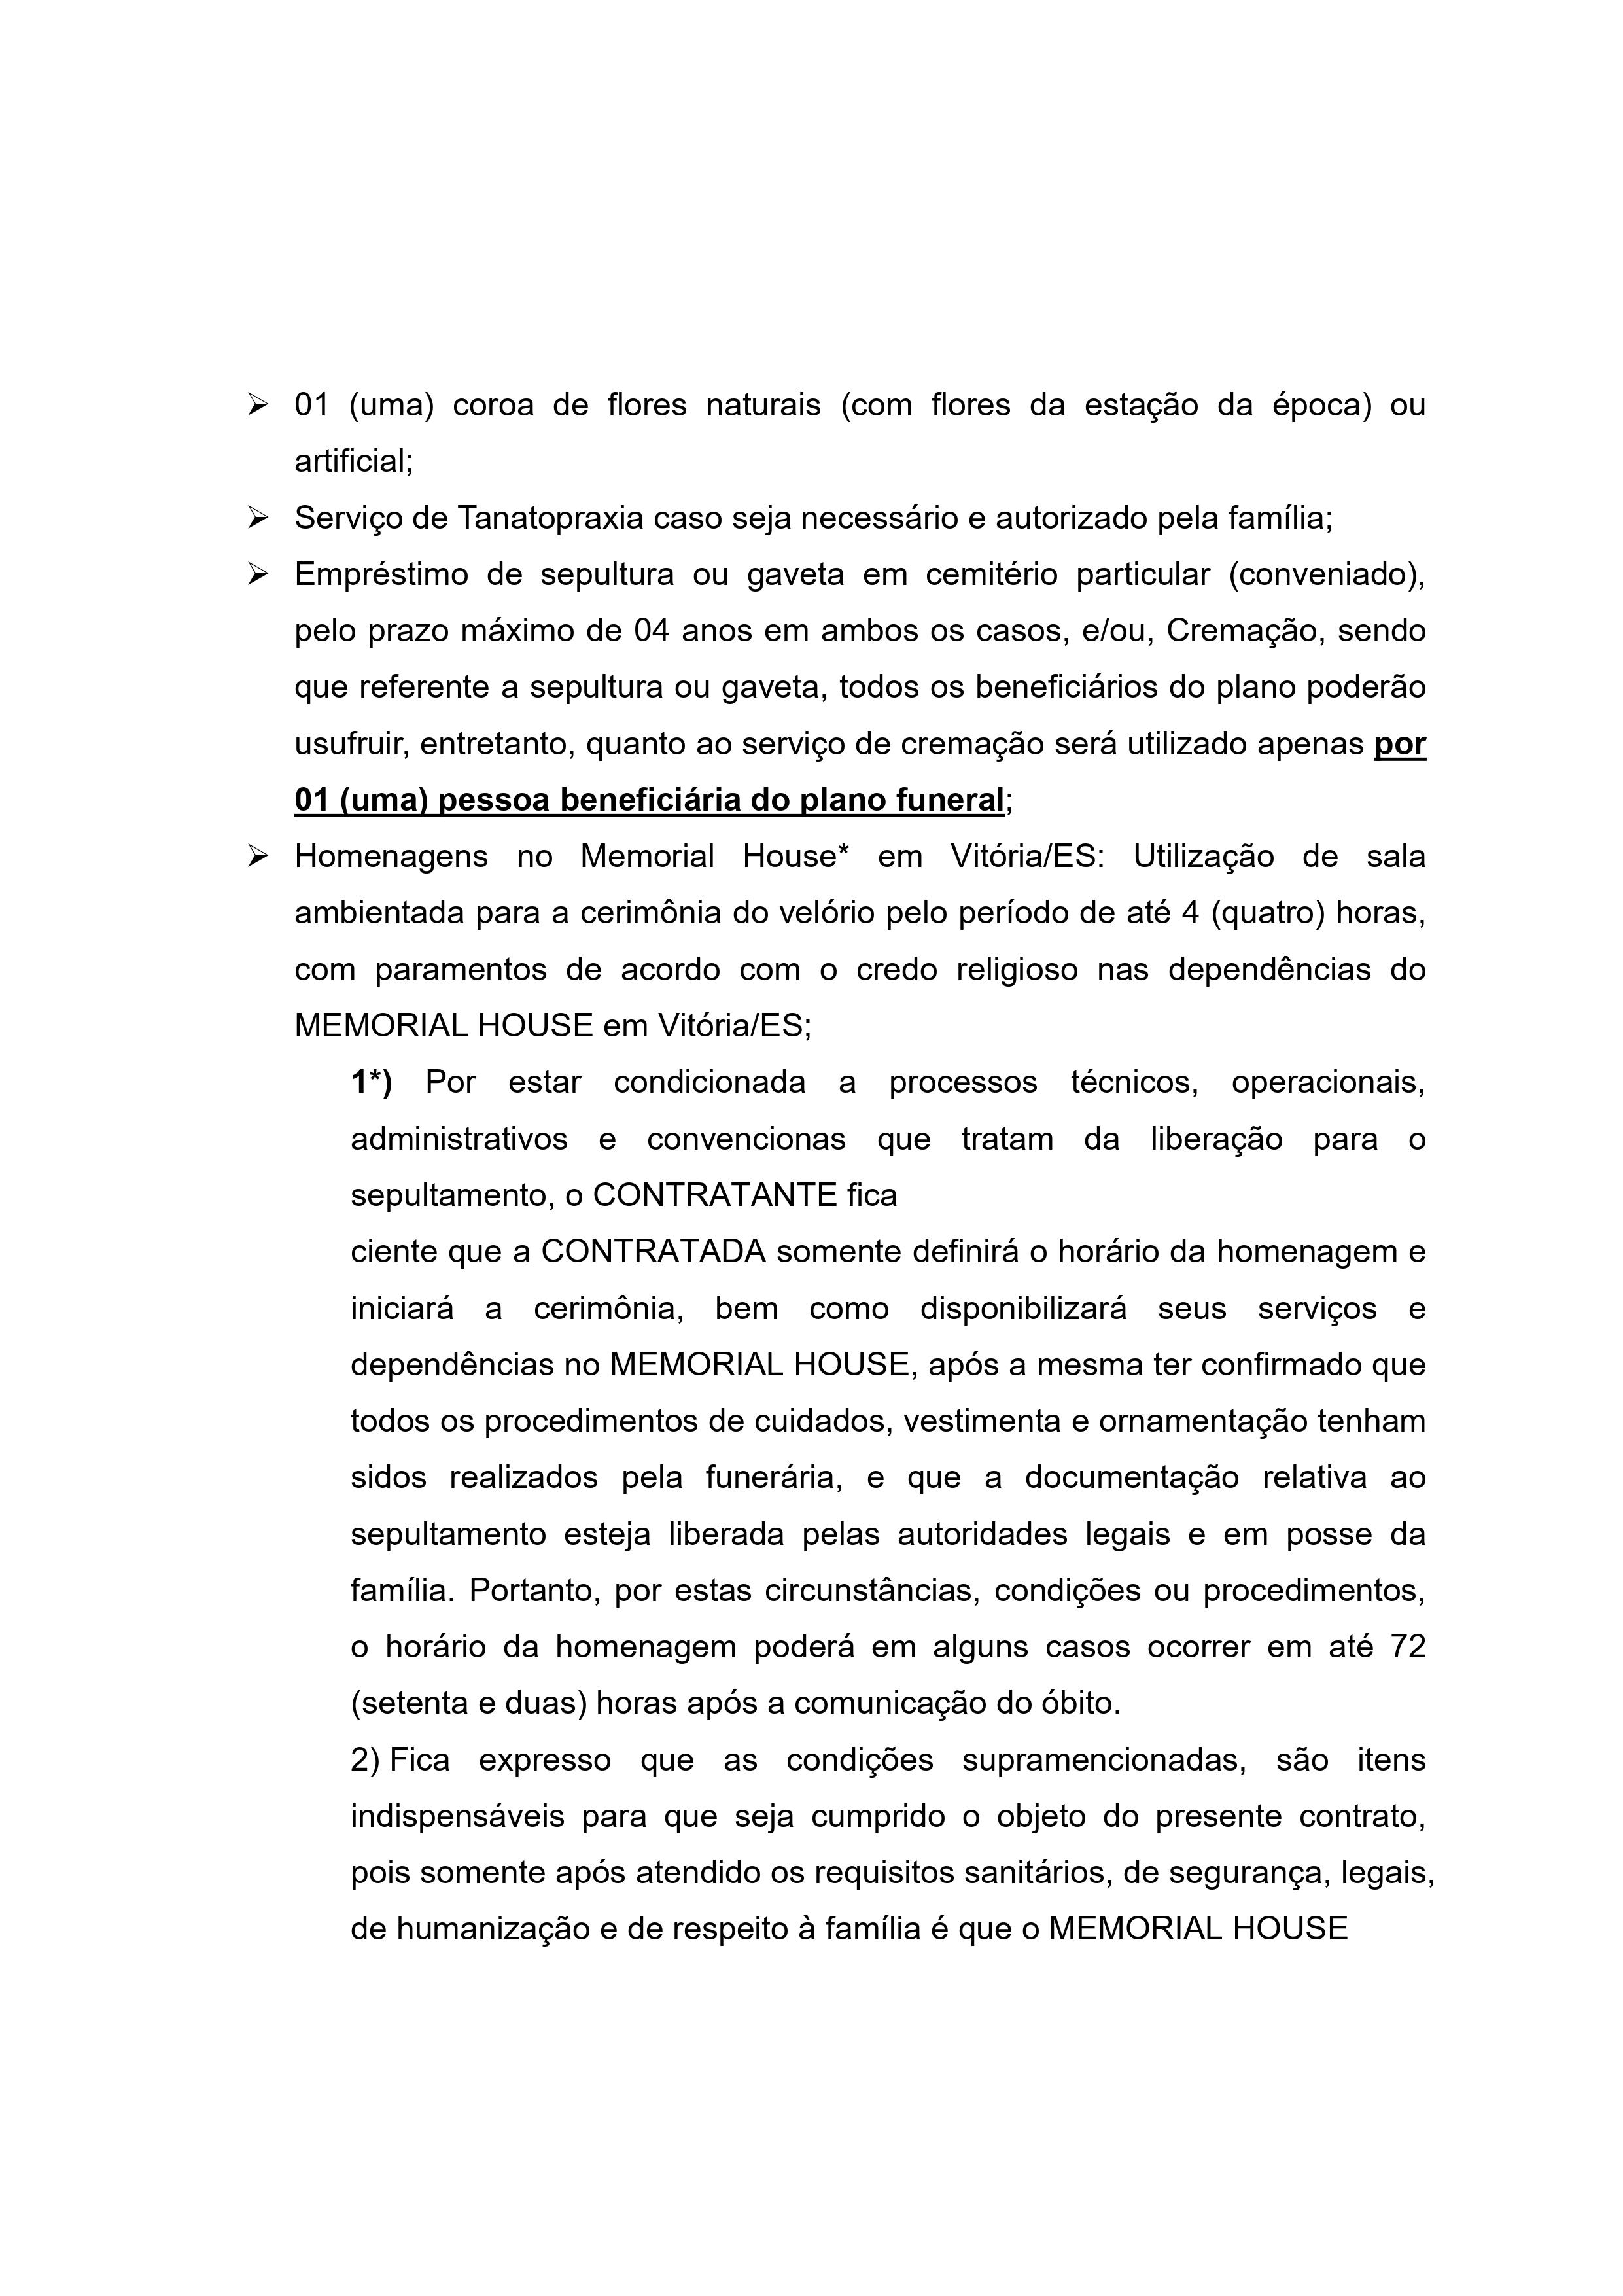 ➢ 01 (uma) coroa de flores naturais (com flores da estação da época) ou
artificial;
➢ Serviço de Tanatopraxia caso seja necessário e autorizado pela família;
➢ Empréstimo de sepultura ou gaveta em cemitério particular (conveniado),
pelo prazo máximo de 04 anos em ambos os casos, e/ou, Cremação, sendo
que referente a sepultura ou gaveta, todos os beneficiários do plano poderão
usufruir, entretanto, quanto ao serviço de cremação será utilizado apenas por
01 (uma) pessoa beneficiária do plano funeral;
➢ Homenagens no Memorial House* em Vitória/ES: Utilização de sala
ambientada para a cerimônia do velório pelo período de até 4 (quatro) horas,
com paramentos de acordo com o credo religioso nas dependências do
MEMORIAL HOUSE em Vitória/ES;
1*) Por estar condicionada a processos técnicos, operacionais,
administrativos e convencionas que tratam da liberação para o
sepultamento, o CONTRATANTE fica
ciente que a CONTRATADA somente definirá o horário da homenagem e
iniciará a cerimônia, bem como disponibilizará seus serviços e
dependências no MEMORIAL HOUSE, após a mesma ter confirmado que
todos os procedimentos de cuidados, vestimenta e ornamentação tenham
sidos realizados pela funerária, e que a documentação relativa ao
sepultamento esteja liberada pelas autoridades legais e em posse da
família. Portanto, por estas circunstâncias, condições ou procedimentos,
o horário da homenagem poderá em alguns casos ocorrer em até 72
(setenta e duas) horas após a comunicação do óbito.
2) Fica expresso que as condições supramencionadas, são itens
indispensáveis para que seja cumprido o objeto do presente contrato,
pois somente após atendido os requisitos sanitários, de segurança, legais,
de humanização e de respeito à família é que o MEMORIAL HOUSE